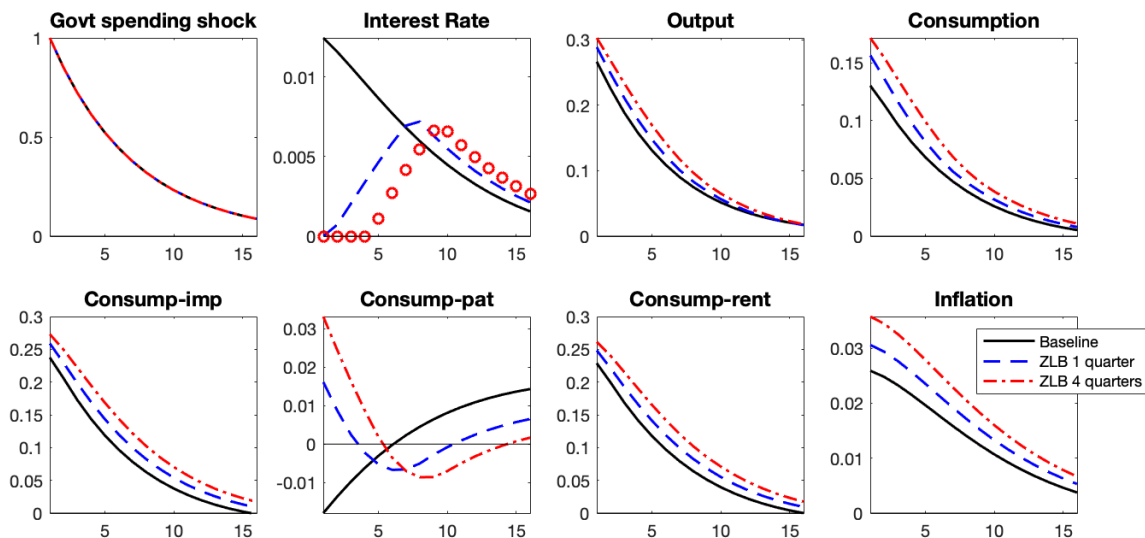 Govt spending shock
1
0.5
0
5 10 15
Interest Rate
0.01
0.005
0
5 10 15
Output
0.3
0.2
0.1
0
5 10 15
Consumption
0.15
0.1
0.05
0
5 10 15
Consump-imp
0.3
0.25
0.2
0.15
0.1
0.05
0
5 10 15
Consump-pat
0.03
0.02
0.01
0
-0.01
5 10 15
Consump-rent
0.3
0.25
0.2
0.15
0.1
0.05
0
5 10 15
Inflation
0.03
0.02
0.01
0
5 10 15
Baseline
ZLB 1 quarter
ZLB 4 quarters